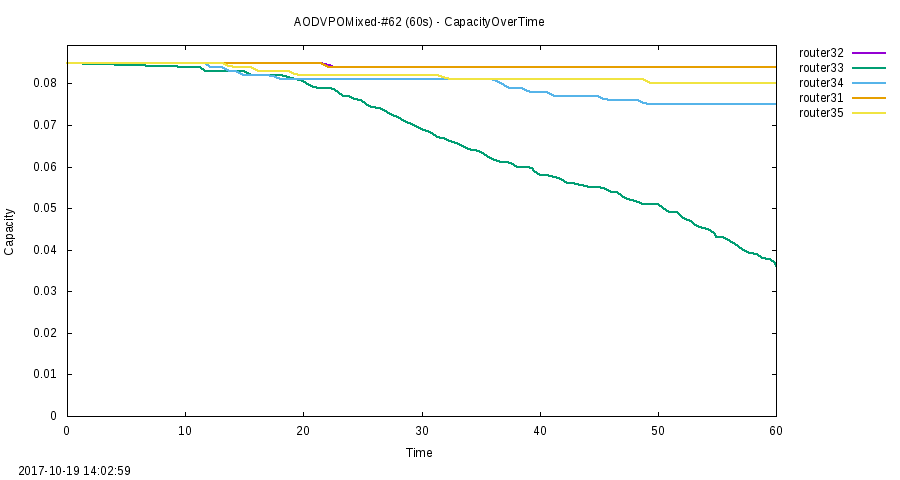 AODVPOMixed-#62 (60s) - CapacityOverTime
router32
router33
router34
router31
router35
0.08
0.07
0.06
0.05
0.04
0.03
0.02
0.01
0
Capacity
0 10 20 30 40 50 60
Time
2017-10-19 14:02:59